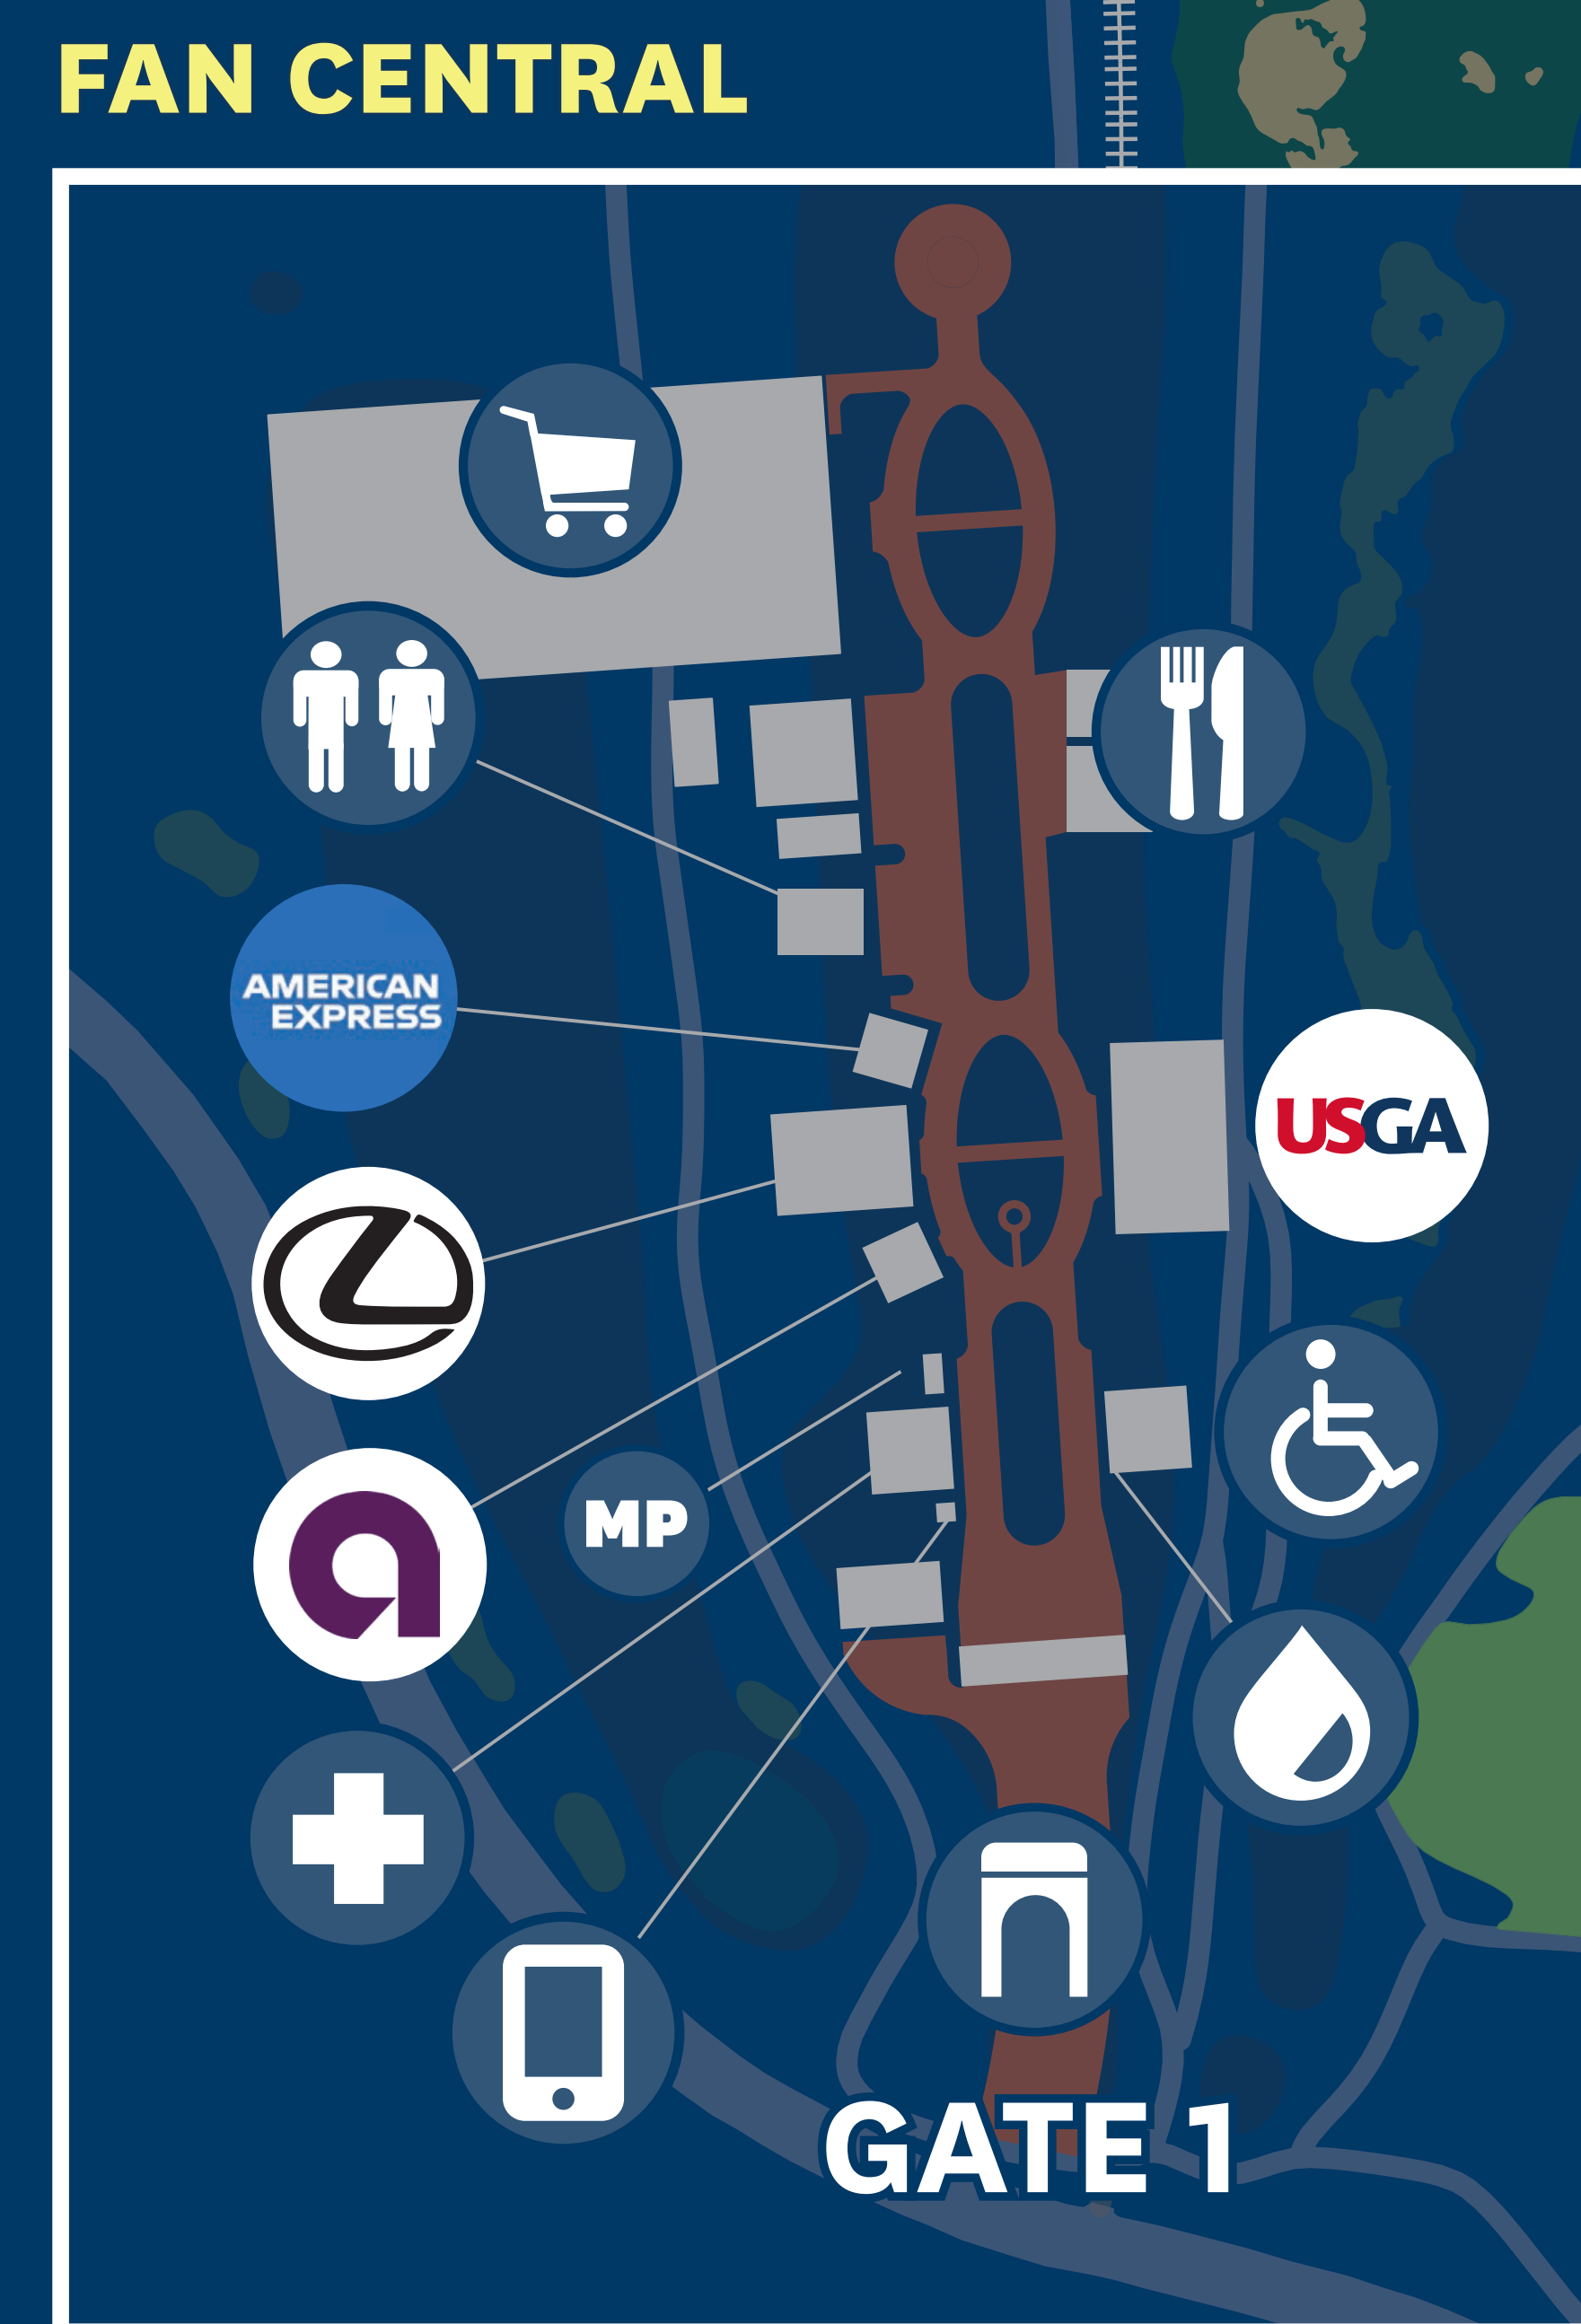 FAN CENTRAL
AMERICAN
EXPRESS
USGA
MP
GATE 1